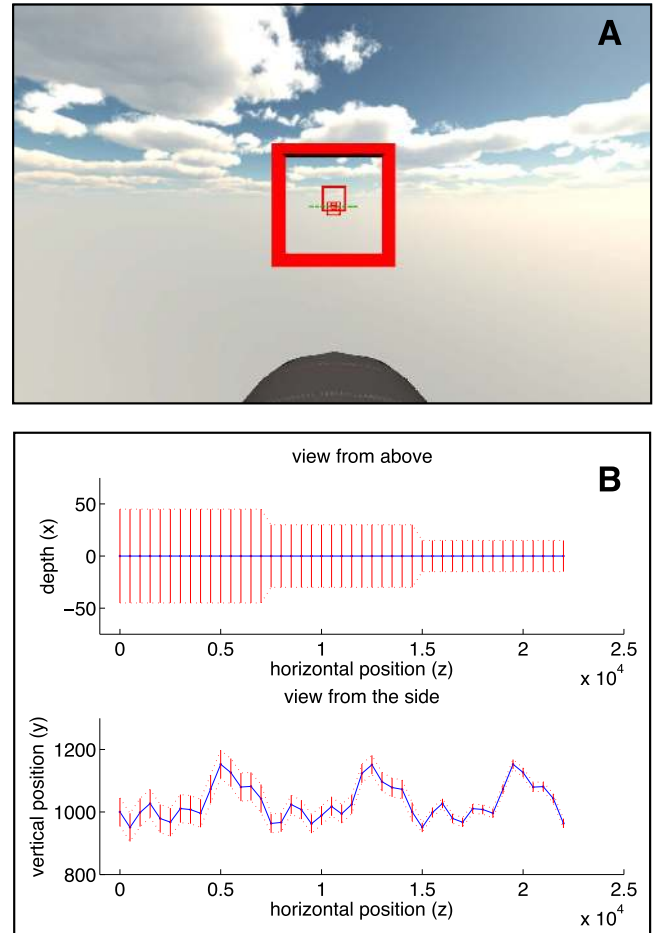 A
B
view from above
depth (x)
50
0
−50
0 0.5 1 1.5 2 2.5
horizontal position (z)
x 10^4
view from the side
vertical position (y)
1200
1000
800
0 0.5 1 1.5 2 2.5
horizontal position (z)
x 10^4